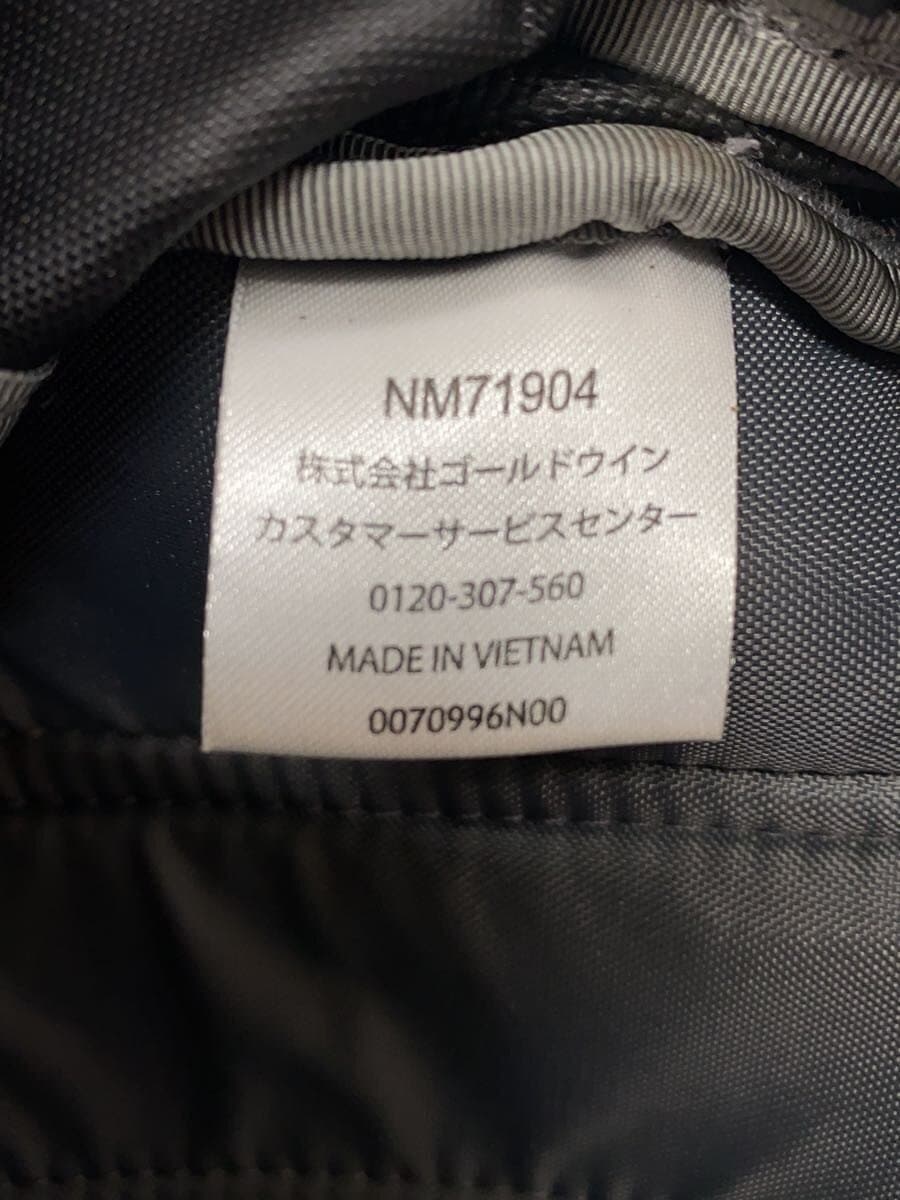 NM71904
株式会社ゴールドウイン
カスタマーサービスセンター
0120-307-560
MADE IN VIETNAM
0070996N00